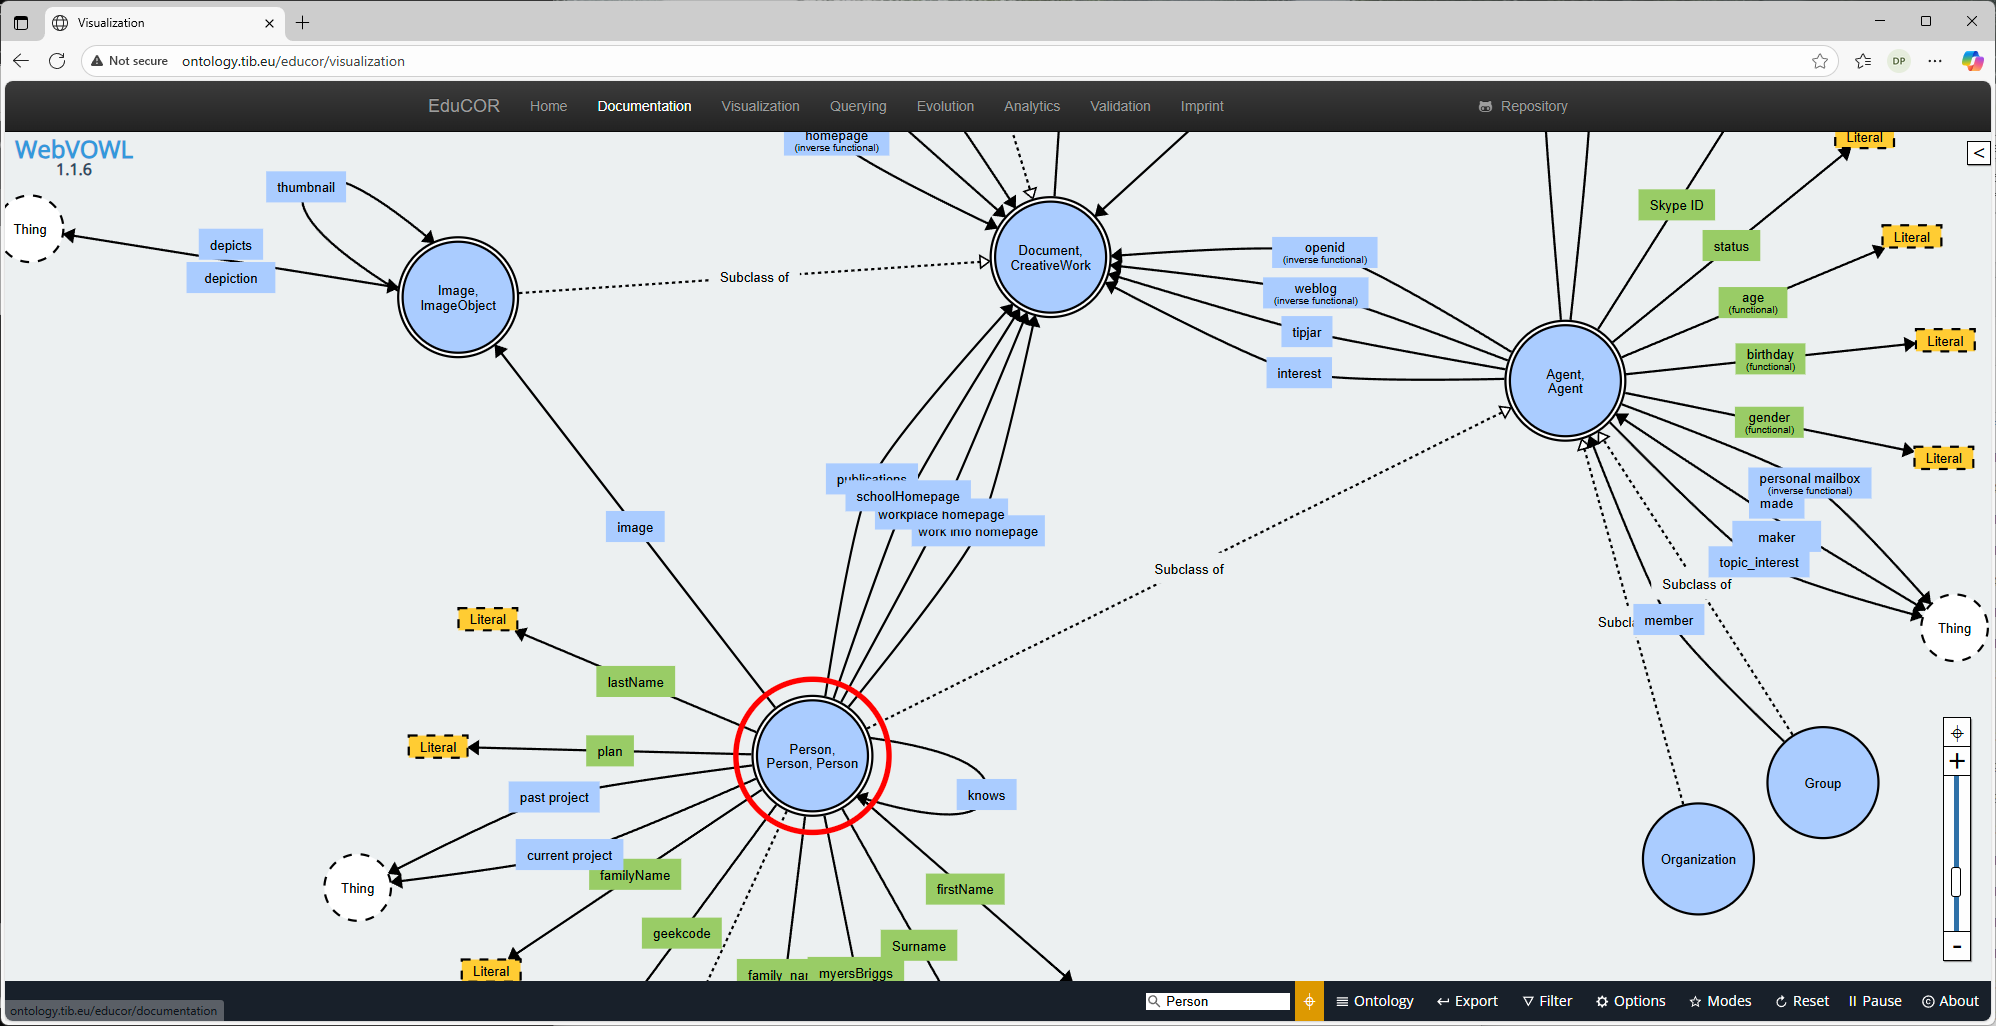 Visualization
Not secure
ontology.tib.eu/educor/visualization
DP
EduCOR
Home
Documentation
Visualization
Querying
Evolution
Analytics
Validation
Imprint
Repository
WebVOWL
1.1.6
<
homepage
(inverse functional)
Literal
thumbnail
Thing
depicts
depiction
Image,
ImageObject
Subclass of
Document,
CreativeWork
openid
(inverse functional)
weblog
(inverse functional)
tipjar
interest
Skype ID
status
Literal
age
(functional)
birthday
(functional)
Literal
Agent,
Agent
gender
(functional)
Literal
personal mailbox
(inverse functional)
made
maker
topic_interest
publications
schoolHomepage
workplace homepage
work info homepage
image
Subclass of
Subclass of
Subcla
member
Thing
Literal
lastName
Literal
plan
Person,
Person, Person
past project
knows
current project
familyName
Thing
firstName
geekcode
Surname
family_nar
myersBriggs
Literal
Group
Organization
+
-
ontology.tib.eu/educor/documentation
Person
Ontology
Export
Filter
Options
Modes
Reset
Pause
About